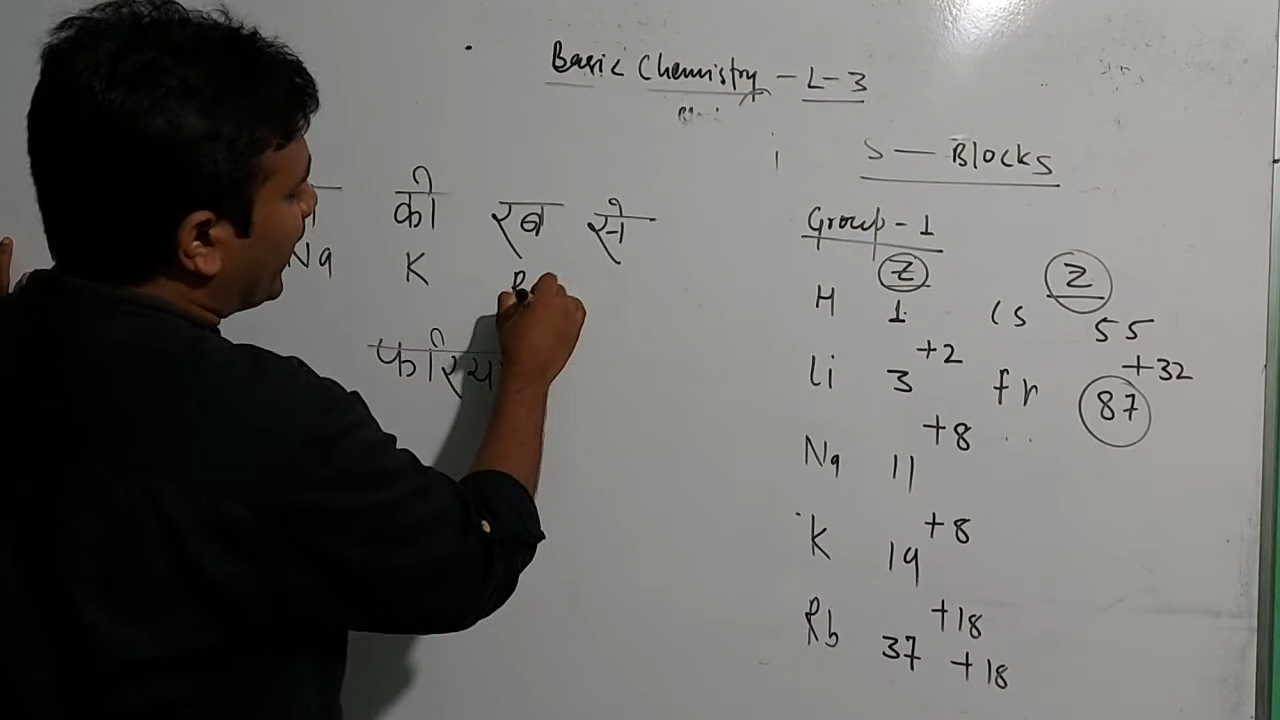 Basic Chemistry - L-3
S — Blocks
की रब से
Na K
Group - 1
Z Z
H 1 Cs 55
+2 +32
Li 3 Fr 87
+8
Na 11
+8
K 19
+18
Rb 37 +18